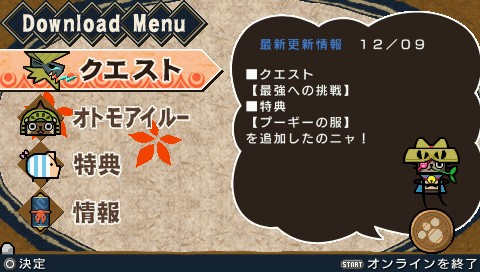 Download Menu
クエスト
オトモアイルー
特典
情報
最新更新情報 12/09
■クエスト
【最強への挑戦】
■特典
【プーギーの服】
を追加したのニャ！
決定
START オンラインを終了